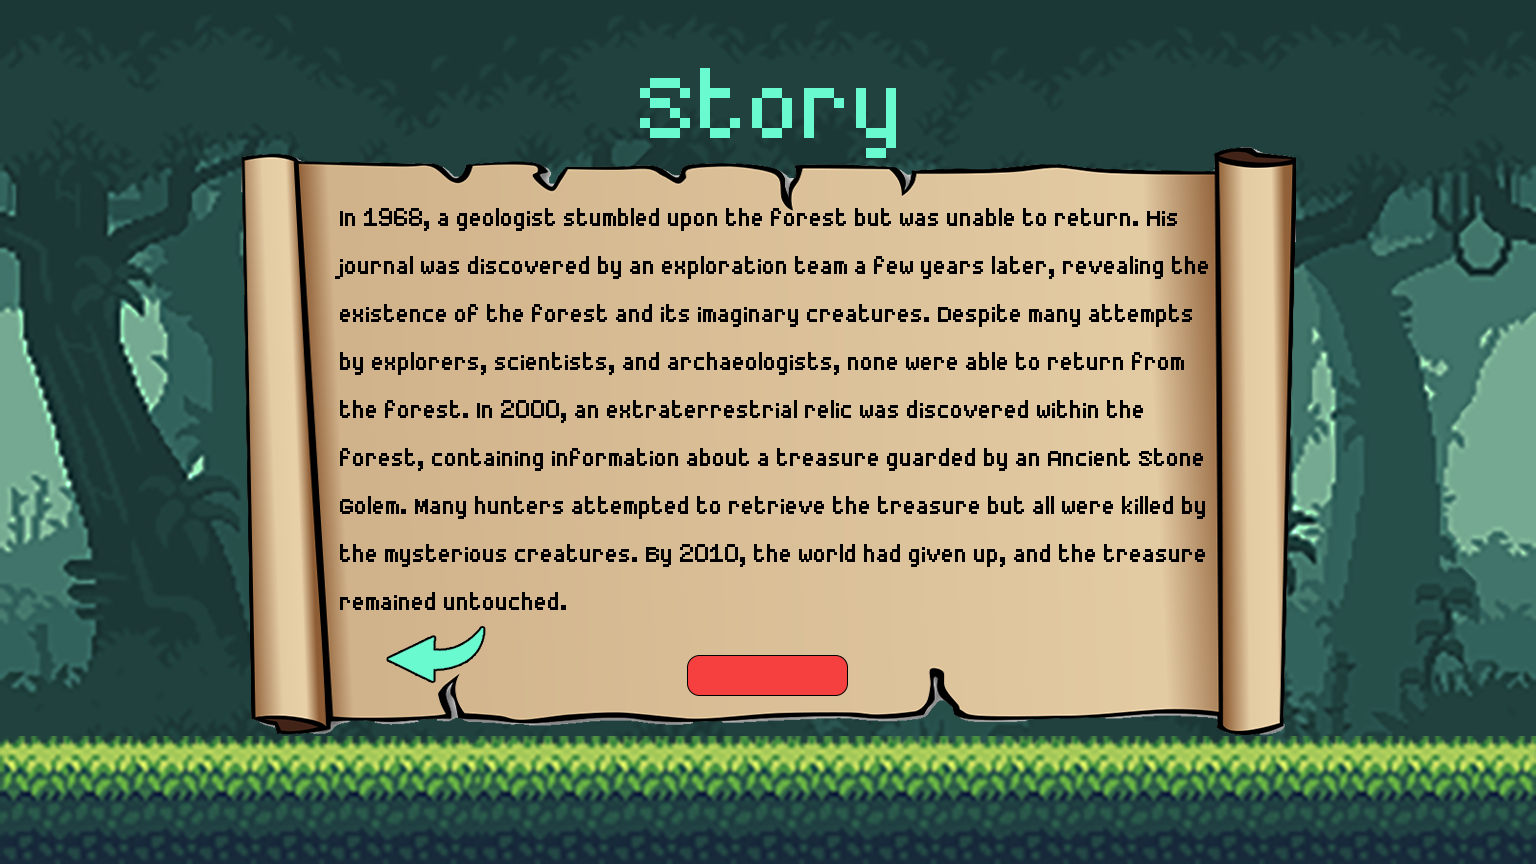 Story
In 1968, a geologist stumbled upon the forest but was unable to return. His
journal was discovered by an exploration team a few years later, revealing the
existence of the forest and its imaginary creatures. Despite many attempts
by explorers, scientists, and archaeologists, none were able to return from
the forest. In 2000, an extraterrestrial relic was discovered within the
forest, containing information about a treasure guarded by an Ancient Stone
Golem. Many hunters attempted to retrieve the treasure but all were killed by
the mysterious creatures. By 2010, the world had given up, and the treasure
remained untouched.